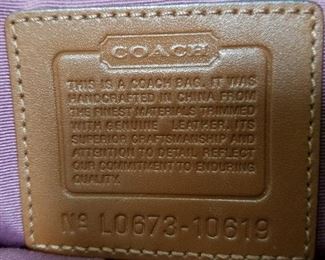 COACH
THIS IS A COACH BAG. IT WAS
HANDCRAFTED IN CHINA FROM
THE FINEST MATERIALS TRIMMED
WITH GENUINE LEATHER. ITS
SUPERIOR CRAFTSMANSHIP AND
ATTENTION TO DETAIL REFLECT
OUR COMMITMENT TO ENDURING
QUALITY.
Nº L0673-10619